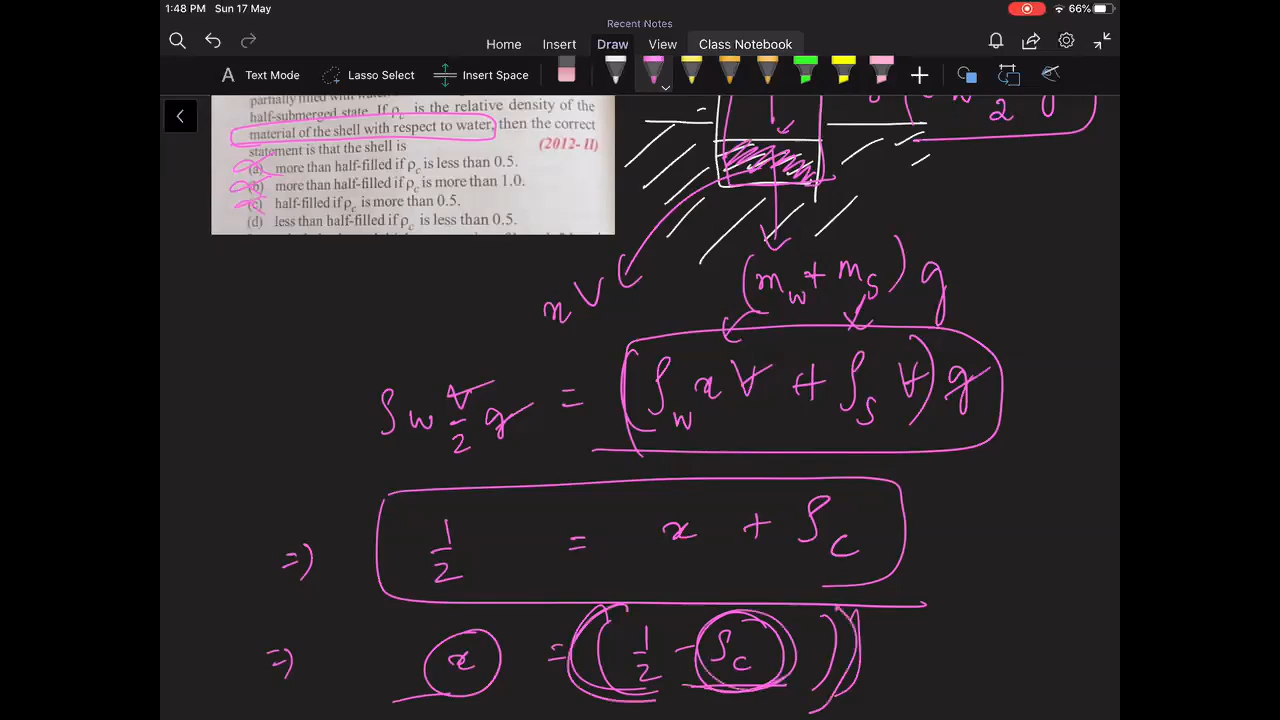 1:48 PM Sun 17 May
66%
Recent Notes
Home Insert Draw View Class Notebook
Text Mode Lasso Select Insert Space
partially filled with water
half-submerged state. If ρc is the relative density of the
material of the shell with respect to water, then the correct
statement is that the shell is (2012- II)
(a) more than half-filled if ρc is less than 0.5.
(b) more than half-filled if ρc is more than 1.0.
(c) half-filled if ρc is more than 0.5.
(d) less than half-filled if ρc is less than 0.5.
xV
(mw + ms) g
ρw V/2 g = (ρw x V + ρs V) g
=) 1/2 = x + ρc
=) x = (1/2 - ρc)